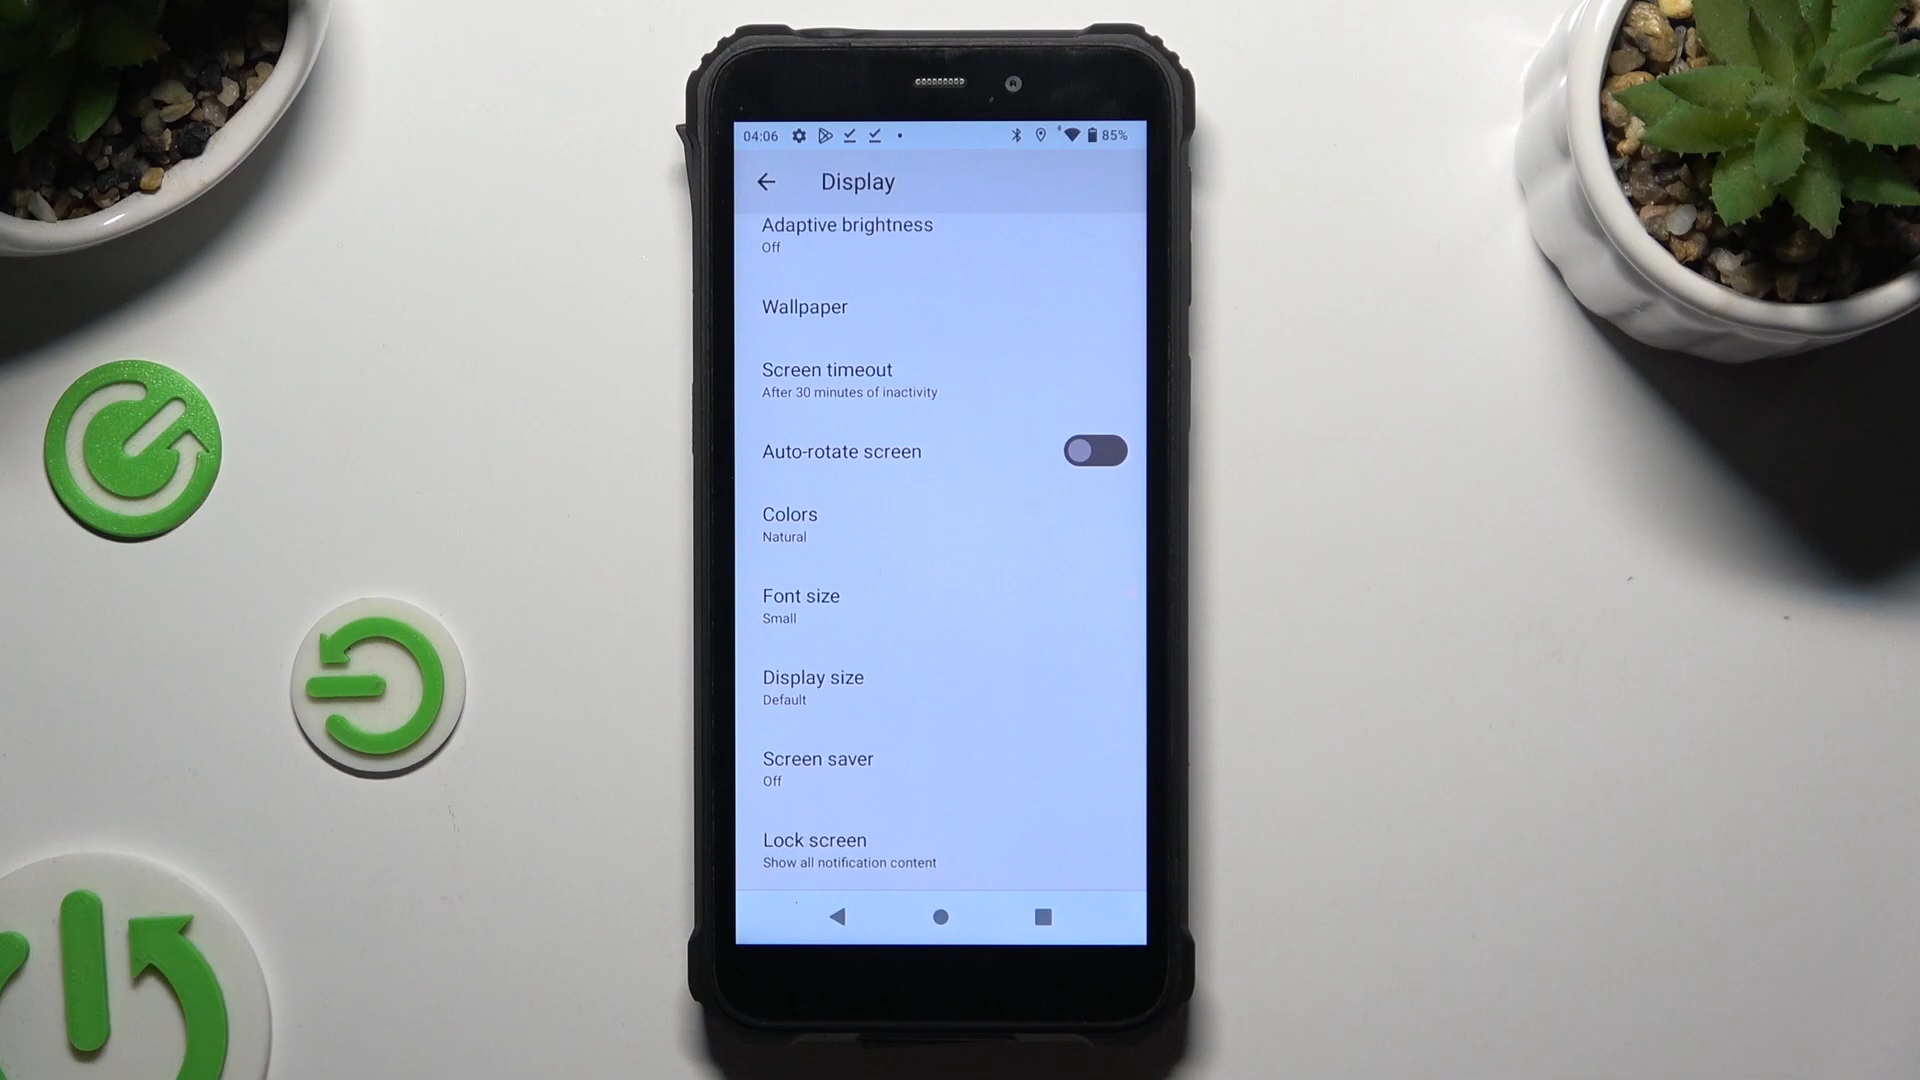 04:06 85%
Display
Adaptive brightness
Off
Wallpaper
Screen timeout
After 30 minutes of inactivity
Auto-rotate screen
Colors
Natural
Font size
Small
Display size
Default
Screen saver
Off
Lock screen
Show all notification content